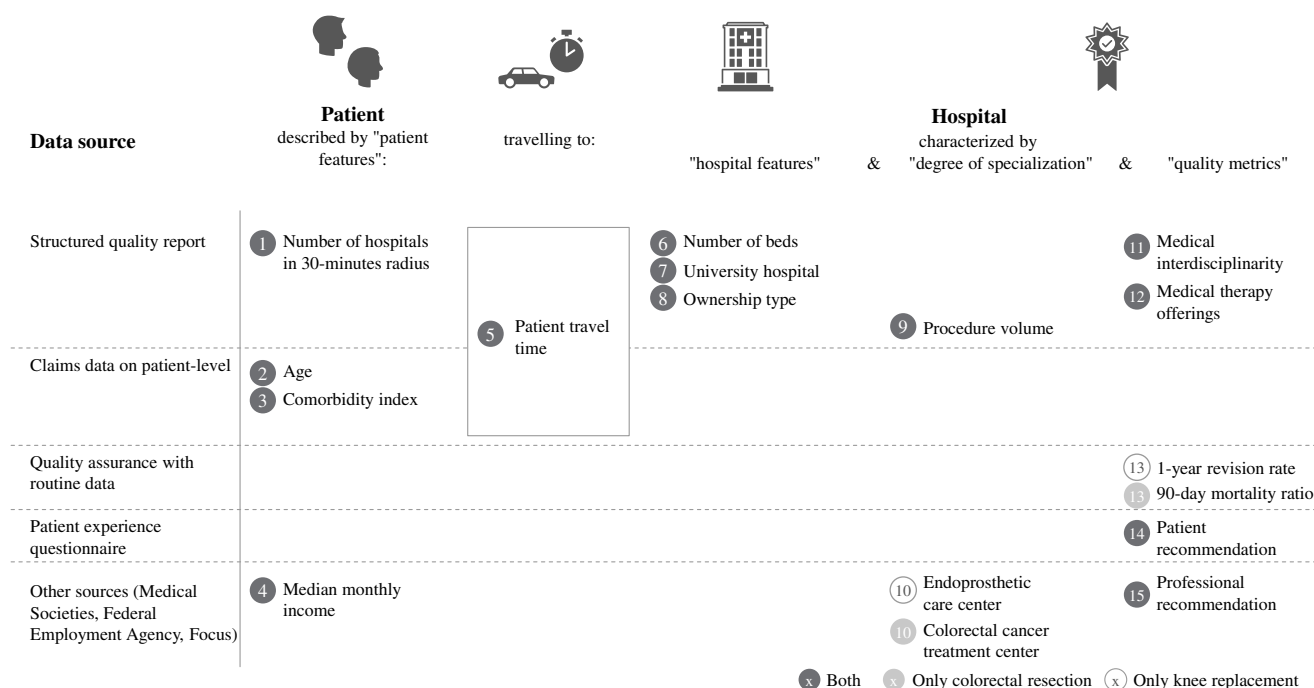 Patient
described by "patient
features":
travelling to:
Hospital
characterized by
Data source
"hospital features" & "degree of specialization" & "quality metrics"
Structured quality report
1 Number of hospitals
in 30-minutes radius
5 Patient travel
time
6 Number of beds
7 University hospital
8 Ownership type
9 Procedure volume
11 Medical
interdisciplinarity
12 Medical therapy
offerings
Claims data on patient-level
2 Age
3 Comorbidity index
Quality assurance with
routine data
13 1-year revision rate
13 90-day mortality ratio
Patient experience
questionnaire
14 Patient
recommendation
Other sources (Medical
Societies, Federal
Employment Agency, Focus)
4 Median monthly
income
10 Endoprosthetic
care center
10 Colorectal cancer
treatment center
15 Professional
recommendation
x Both x Only colorectal resection x Only knee replacement